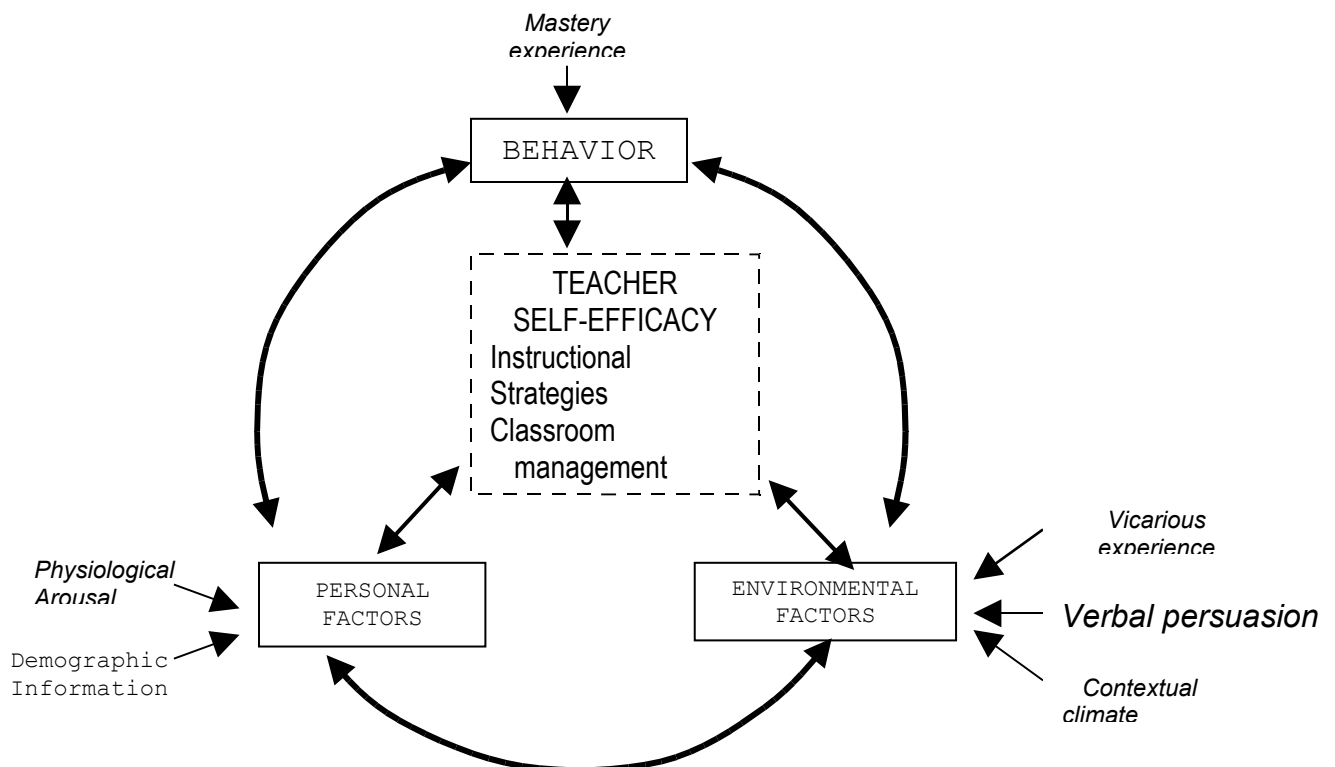 Mastery
experience
BEHAVIOR
TEACHER
SELF-EFFICACY
Instructional
Strategies
Classroom
management
Physiological
Arousal
Demographic
Information
PERSONAL
FACTORS
ENVIRONMENTAL
FACTORS
Vicarious
experience
Verbal persuasion
Contextual
climate